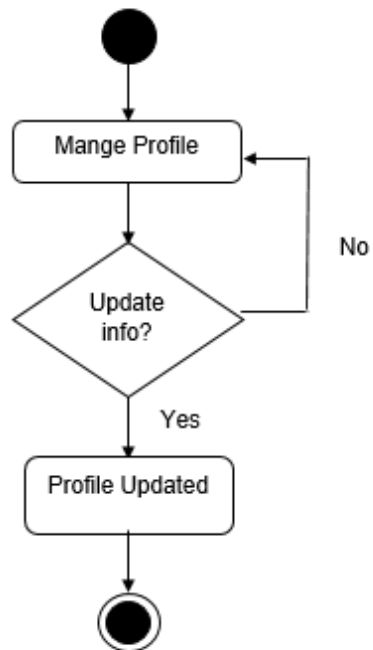 Mange Profile
No
Update
info?
Yes
Profile Updated